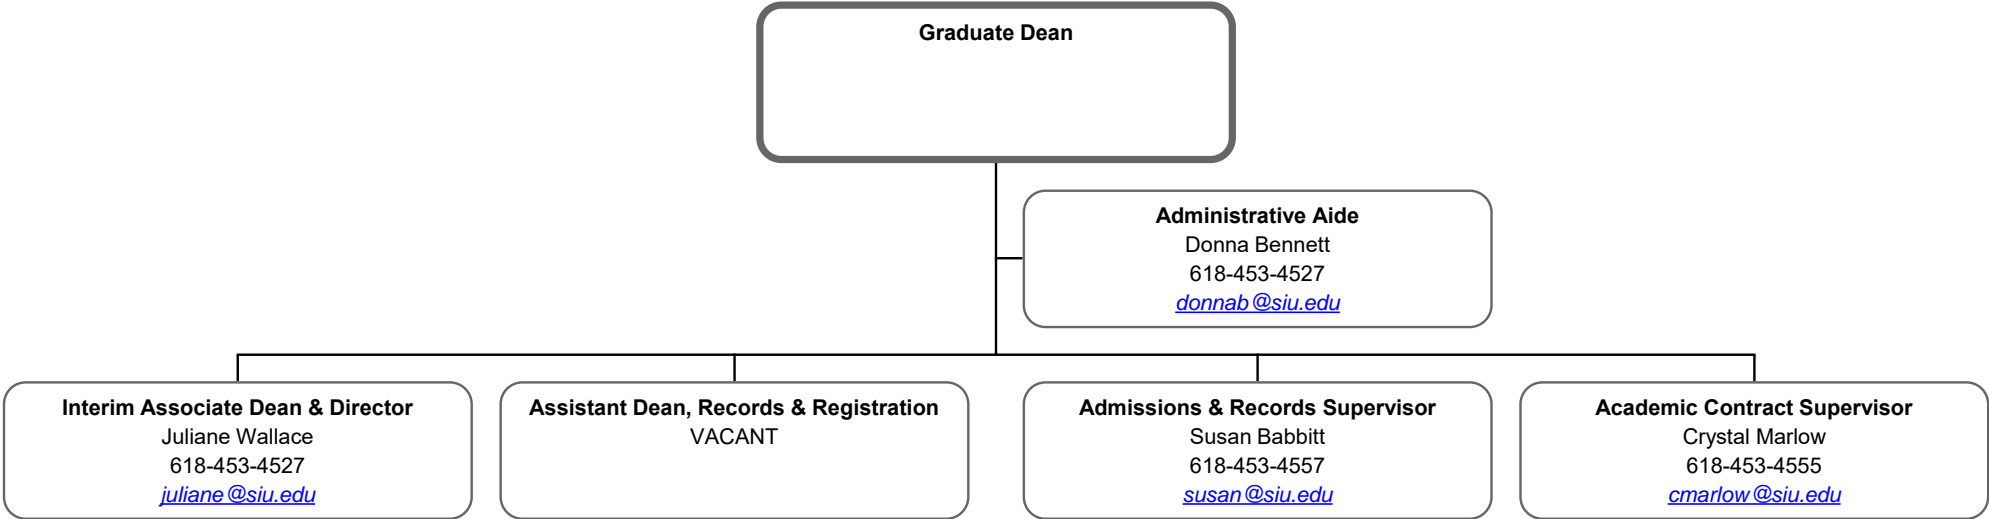 Graduate Dean
Administrative Aide
Donna Bennett
618-453-4527
donnab@siu.edu
Interim Associate Dean & Director
Juliane Wallace
618-453-4527
juliane@siu.edu
Assistant Dean, Records & Registration
VACANT
Admissions & Records Supervisor
Susan Babbitt
618-453-4557
susan@siu.edu
Academic Contract Supervisor
Crystal Marlow
618-453-4555
cmarlow@siu.edu